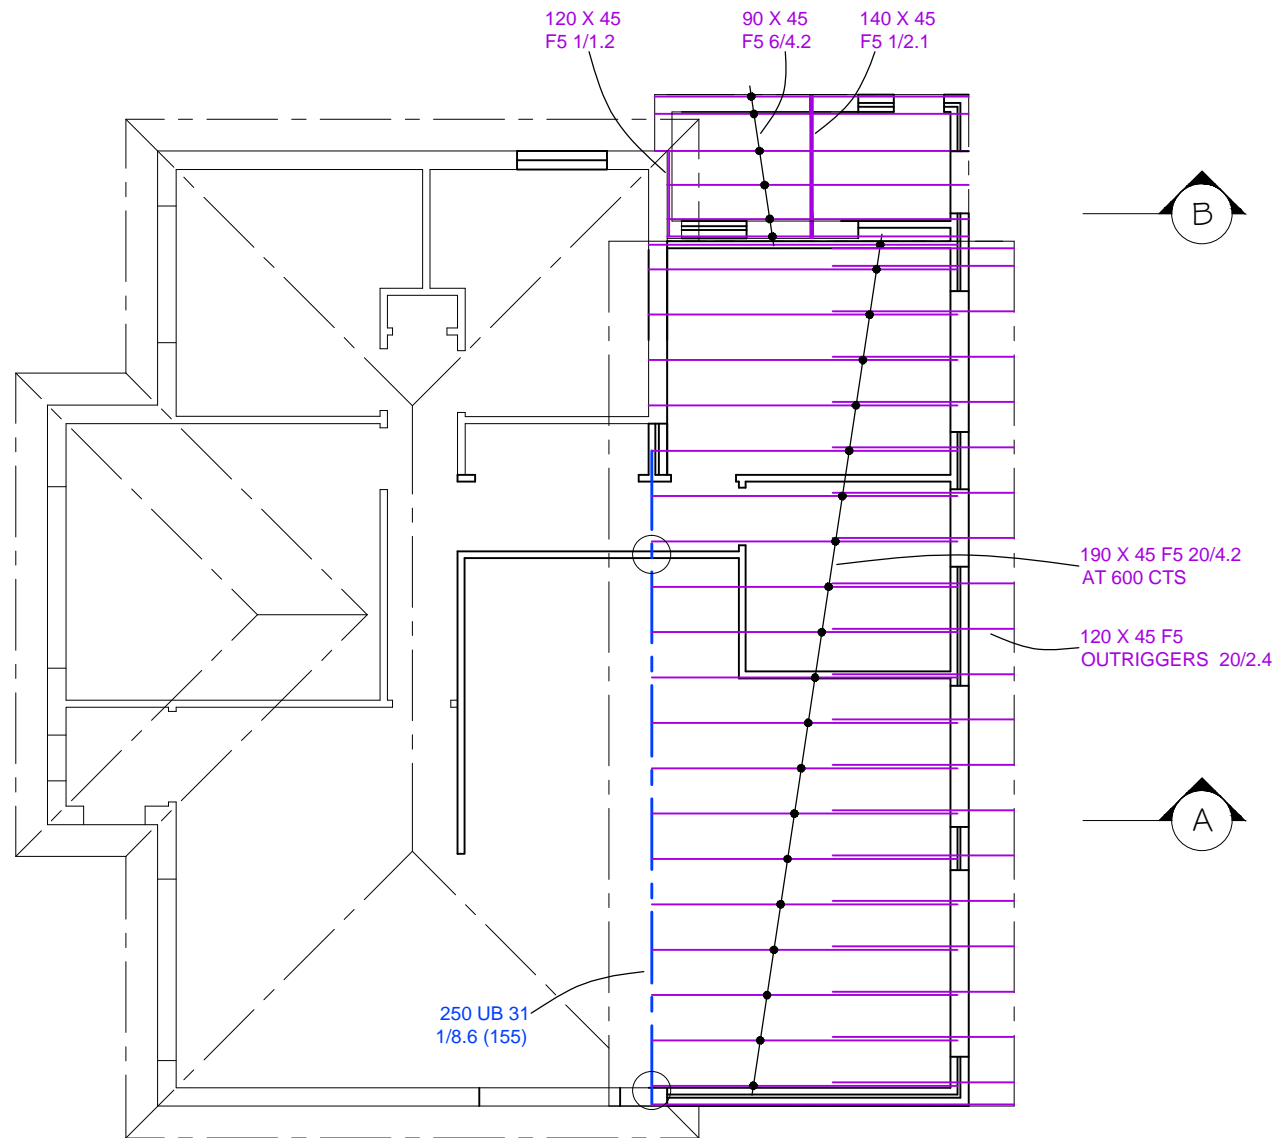 120 X 45
F5 1/1.2
90 X 45
F5 6/4.2
140 X 45
F5 1/2.1
B
190 X 45 F5 20/4.2
AT 600 CTS
120 X 45 F5
OUTRIGGERS 20/2.4
A
250 UB 31
1/8.6 (155)